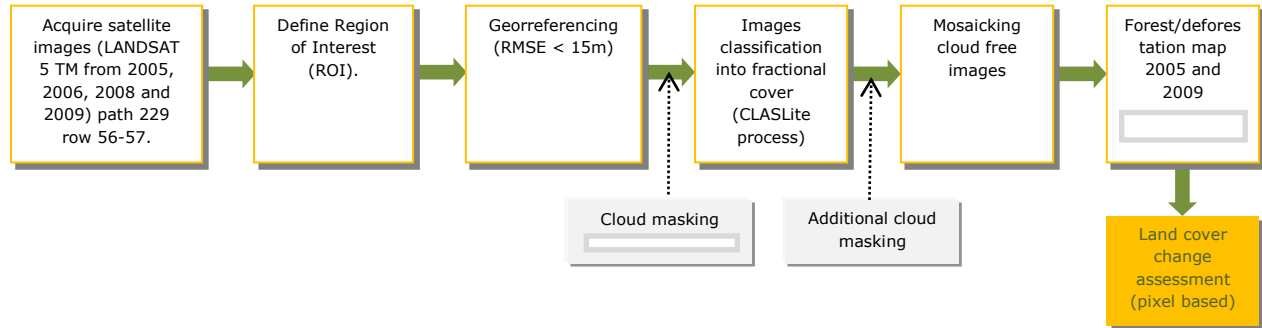 Acquire satellite
images (LANDSAT
5 TM from 2005,
2006, 2008 and
2009) path 229
row 56-57.
Define Region
of Interest
(ROI).
Georreferencing
(RMSE < 15m)
Images
classification
into fractional
cover
(CLASLite
process)
Mosaicking
cloud free
images
Forest/defores
tation map
2005 and
2009
Cloud masking
Additional cloud
masking
Land cover
change
assessment
(pixel based)